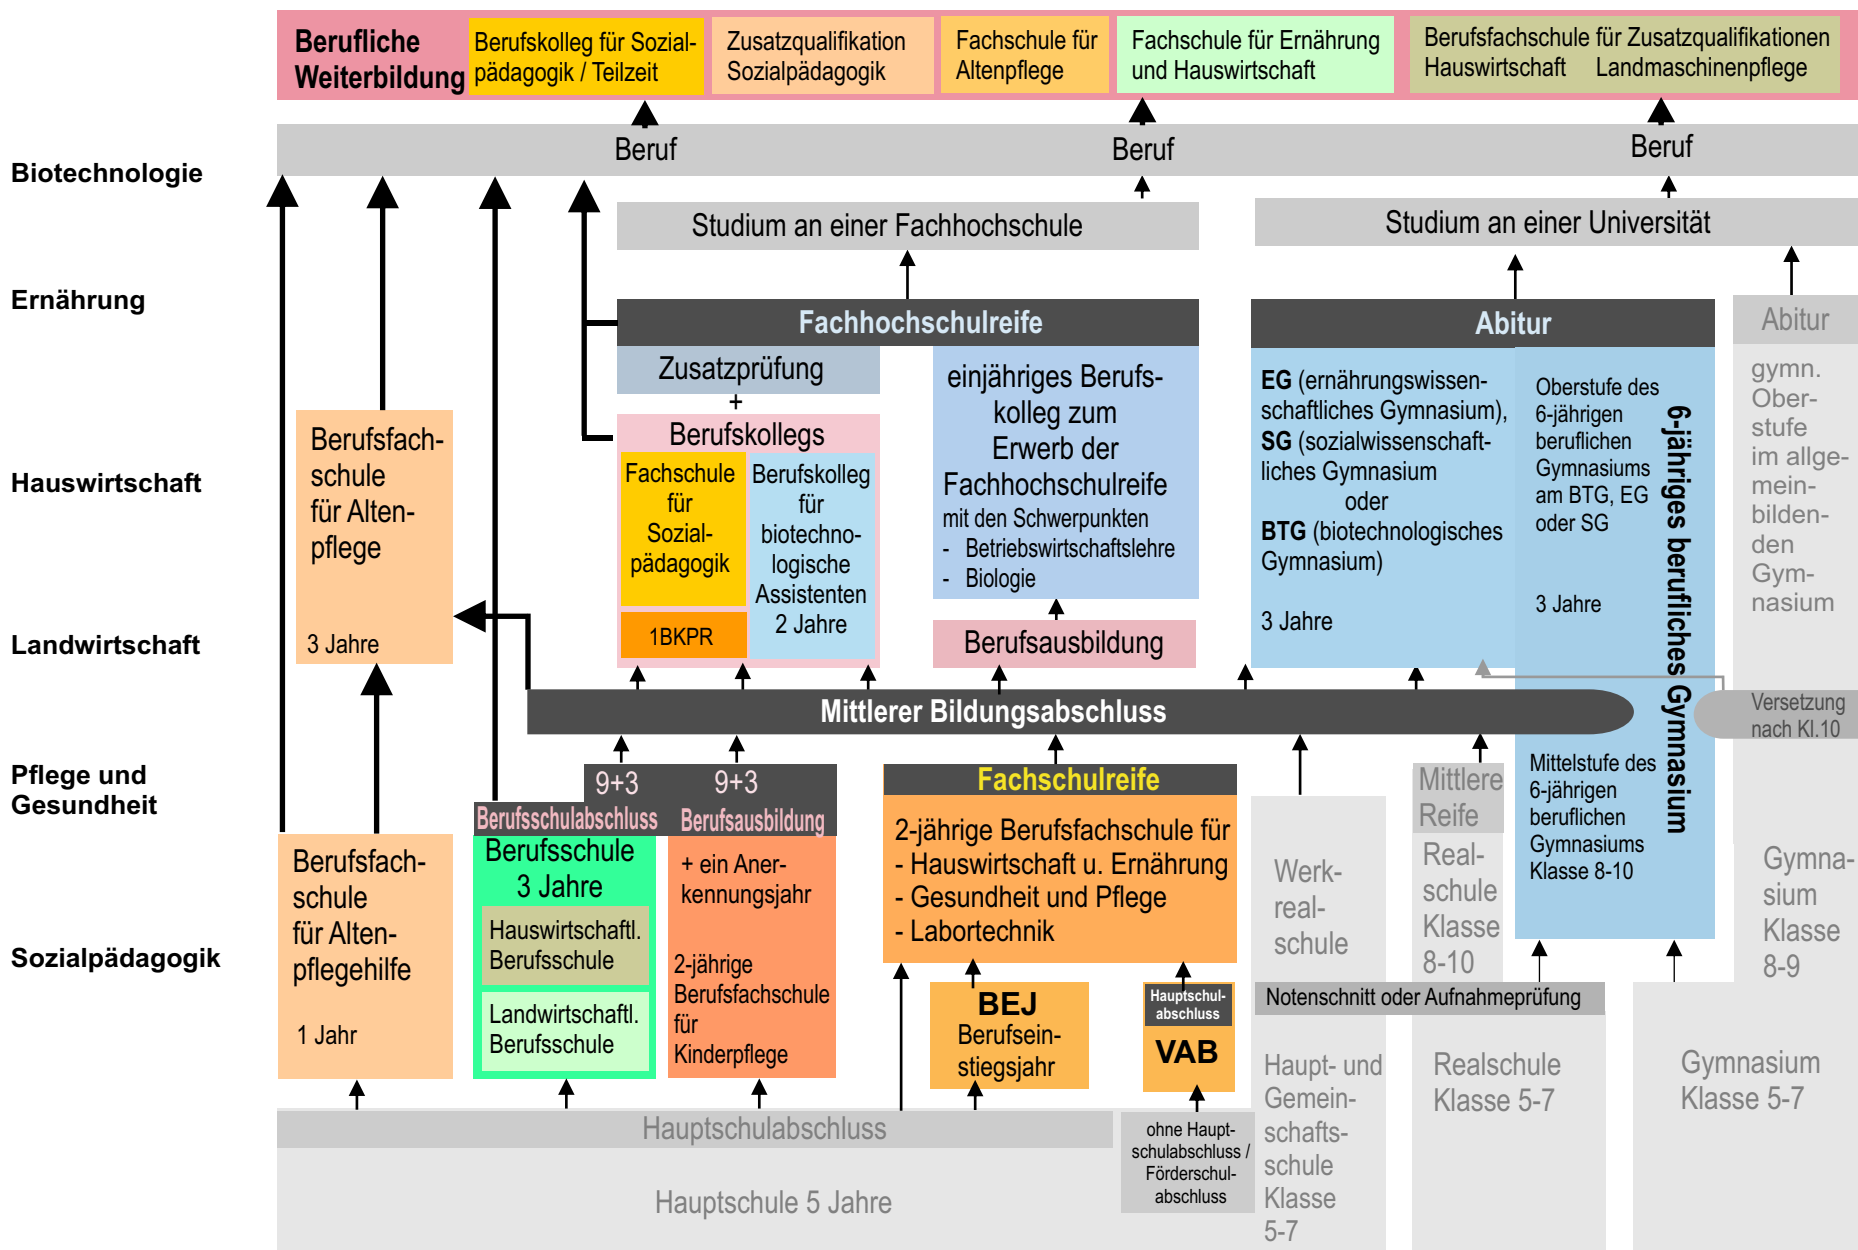 Berufliche
Weiterbildung
Berufskolleg für Sozial-
pädagogik / Teilzeit
Zusatzqualifikation
Sozialpädagogik
Fachschule für
Altenpflege
Fachschule für Ernährung
und Hauswirtschaft
Berufsfachschule für Zusatzqualifikationen
Hauswirtschaft Landmaschinenpflege
Beruf
Beruf
Beruf
Biotechnologie
Ernährung
Hauswirtschaft
Landwirtschaft
Pflege und
Gesundheit
Sozialpädagogik
Studium an einer Fachhochschule
Studium an einer Universität
Fachhochschulreife
Abitur
Abitur
Zusatzprüfung
+
Berufskollegs
Fachschule
für
Sozial-
pädagogik
1BKPR
Berufskolleg
für
biotechno-
logische
Assistenten
2 Jahre
einjähriges Berufs-
kolleg zum
Erwerb der
Fachhochschulreife
mit den Schwerpunkten
- Betriebswirtschaftslehre
- Biologie
Berufsausbildung
EG (ernährungswissen-
schaftliches Gymnasium),
SG (sozialwissenschaft-
liches Gymnasium
oder
BTG (biotechnologisches
Gymnasium)
3 Jahre
Oberstufe des
6-jährigen
beruflichen
Gymnasiums
am BTG, EG
oder SG
3 Jahre
6-jähriges berufliches Gymnasium
gymn.
Ober-
stufe
im allge-
mein-
bilden-
den
Gym-
nasium
Berufsfach-
schule
für Alten-
pflege
3 Jahre
Mittlerer Bildungsabschluss
Versetzung
nach Kl.10
9+3
9+3
Berufsschulabschluss
Berufsausbildung
Fachschulreife
Mittlere
Reife
Mittelstufe des
6-jährigen
beruflichen
Gymnasiums
Klasse 8-10
Berufsfach-
schule
für Alten-
pflegehilfe
1 Jahr
Berufsschule
3 Jahre
Hauswirtschaftl.
Berufsschule
Landwirtschaftl.
Berufsschule
+ ein Aner-
kennungsjahr
2-jährige
Berufsfachschule
für
Kinderpflege
2-jährige Berufsfachschule für
- Hauswirtschaft u. Ernährung
- Gesundheit und Pflege
- Labortechnik
BEJ
Berufsein-
stiegsjahr
Hauptschul-
abschluss
VAB
Werk-
real-
schule
Real-
schule
Klasse
8-10
Gymna-
sium
Klasse
8-9
Notenschnitt oder Aufnahmeprüfung
Haupt- und
Gemein-
schafts-
schule
Klasse
5-7
Realschule
Klasse 5-7
Gymnasium
Klasse 5-7
Hauptschulabschluss
ohne Haupt-
schulabschluss /
Förderschul-
abschluss
Hauptschule 5 Jahre